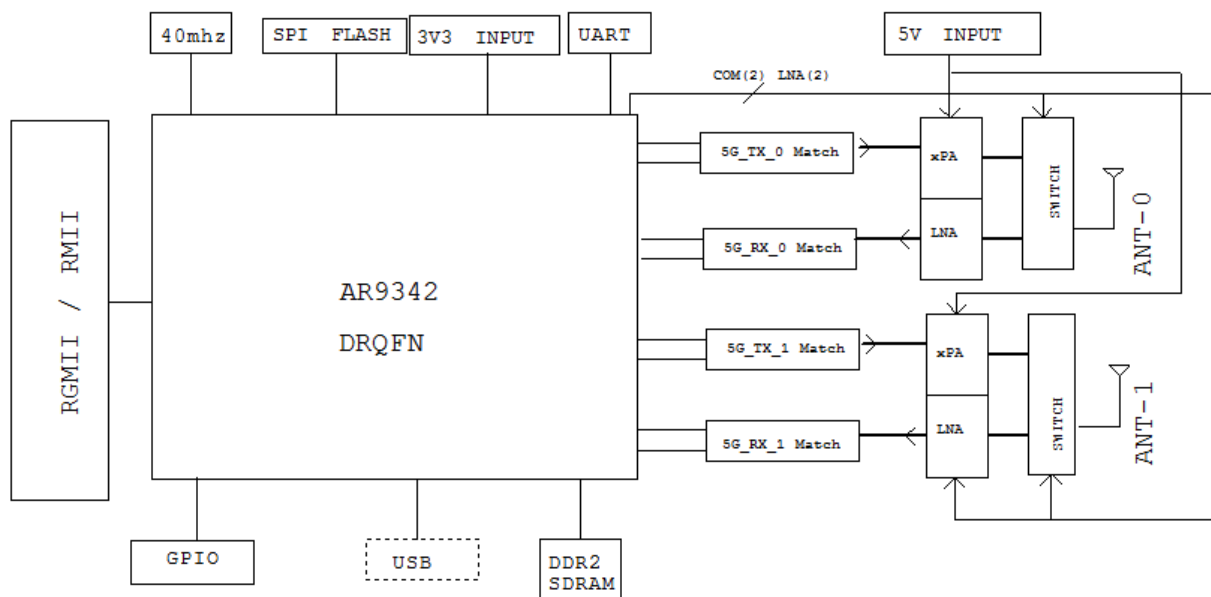 40mhz
SPI FLASH
3V3 INPUT
UART
5V INPUT
COM(2) LNA(2)
5G_TX_0 Match
xPA
SWITCH
ANT-0
5G_RX_0 Match
LNA
RGMII / RMII
AR9342
DRQFN
5G_TX_1 Match
xPA
SWITCH
ANT-1
5G_RX_1 Match
LNA
GPIO
USB
DDR2
SDRAM